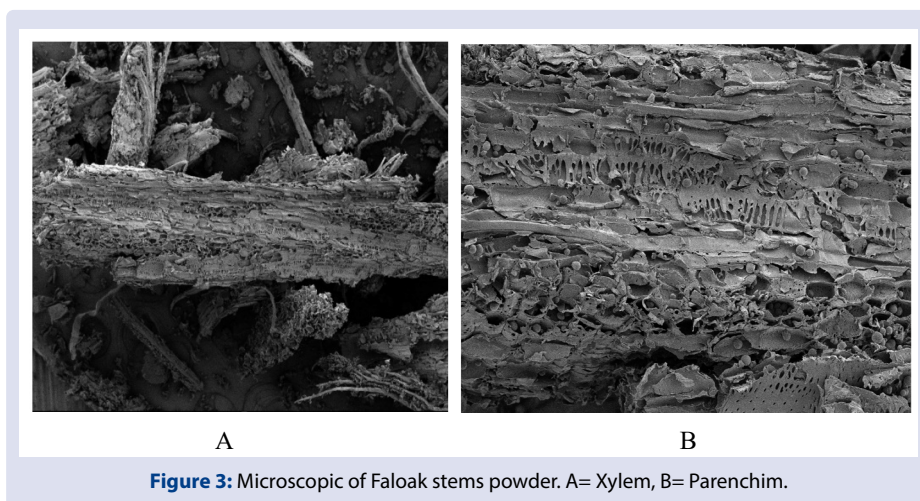 A B
Figure 3: Microscopic of Faloak stems powder. A= Xylem, B= Parenchim.